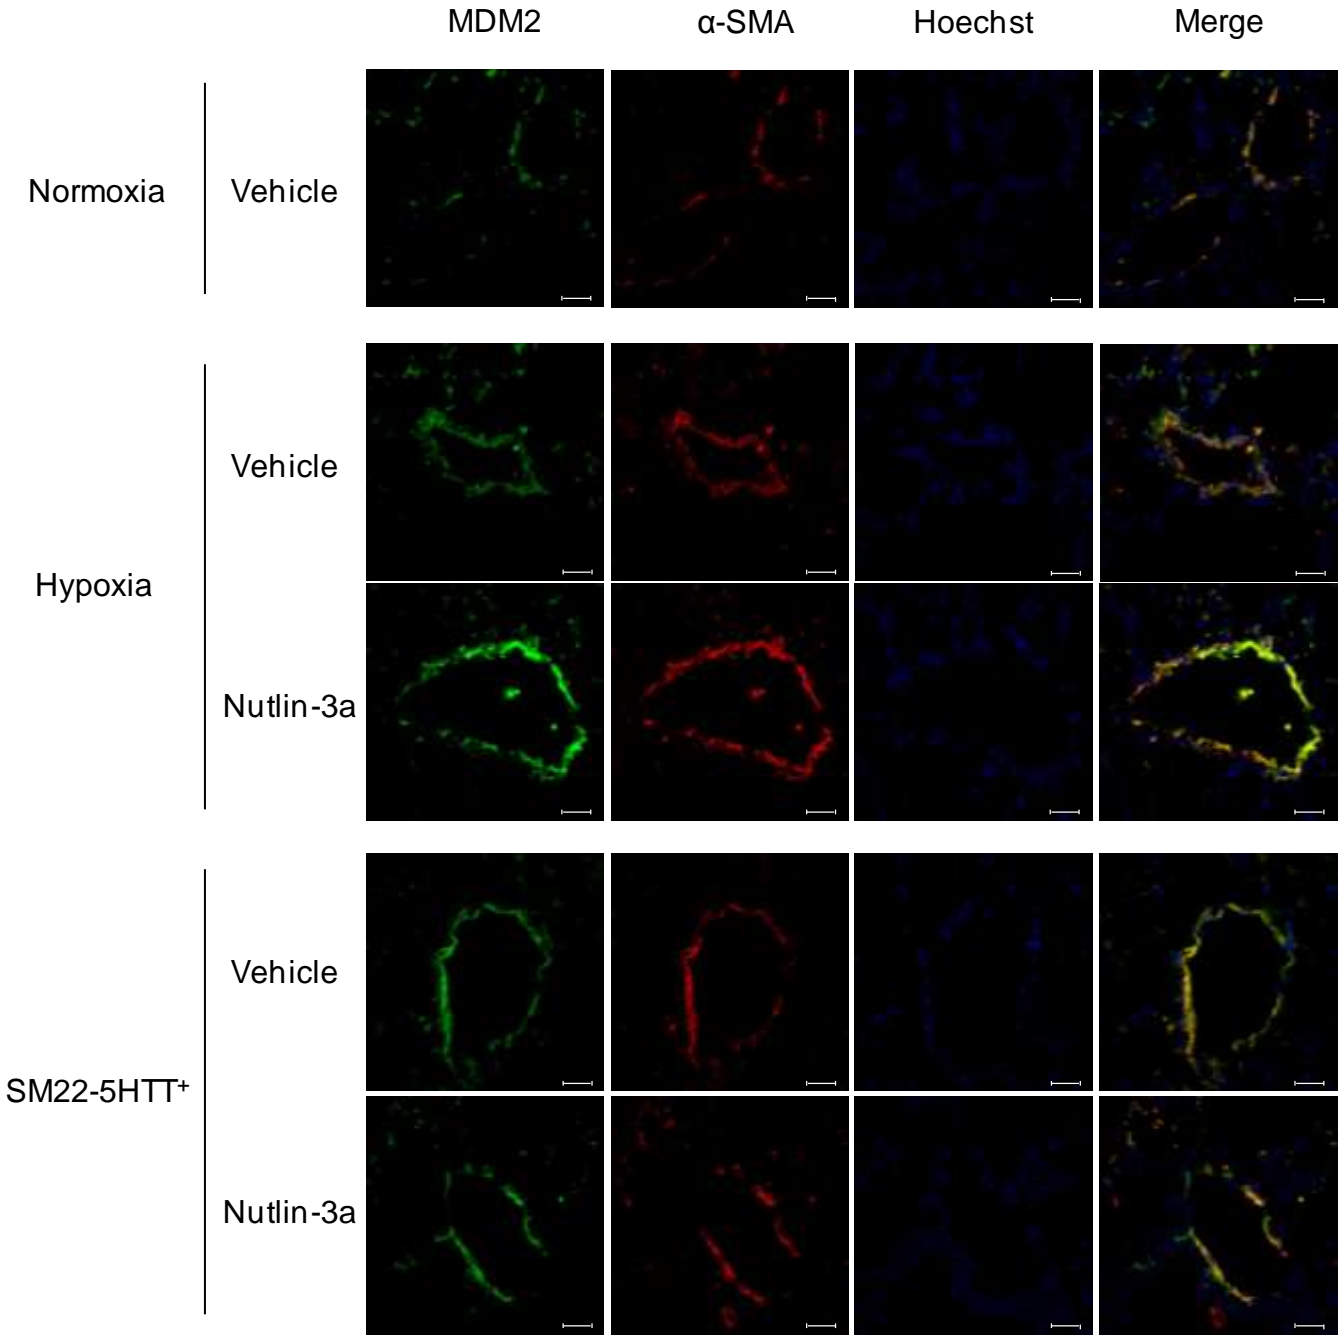 MDM2 α-SMA Hoechst Merge
Normoxia Vehicle
Vehicle
Hypoxia
Nutlin-3a
Vehicle
SM22-5HTT⁺
Nutlin-3a